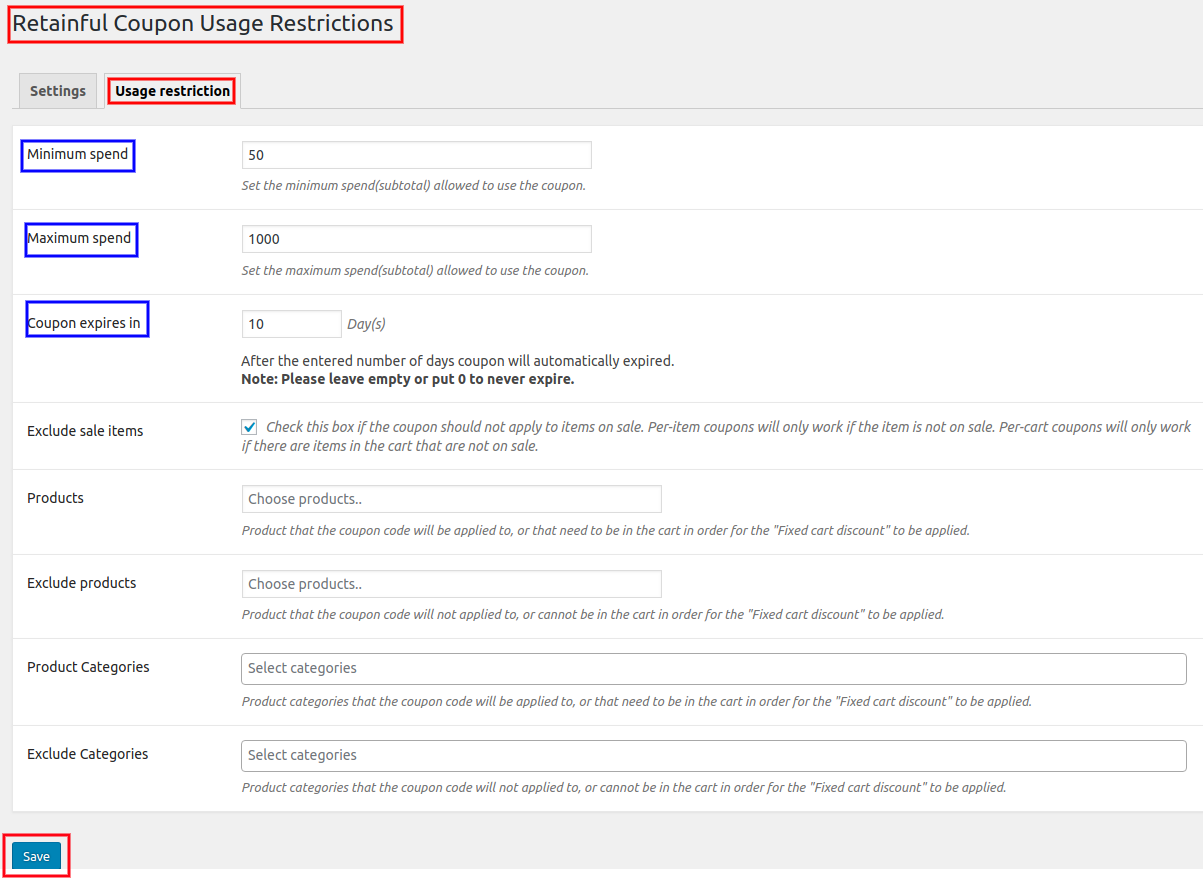 Retainful Coupon Usage Restrictions
Settings
Usage restriction
Minimum spend
50
Set the minimum spend(subtotal) allowed to use the coupon.
Maximum spend
1000
Set the maximum spend(subtotal) allowed to use the coupon.
Coupon expires in
10
Day(s)
After the entered number of days coupon will automatically expired.
Note: Please leave empty or put 0 to never expire.
Exclude sale items
Check this box if the coupon should not apply to items on sale. Per-item coupons will only work if the item is not on sale. Per-cart coupons will only work
if there are items in the cart that are not on sale.
Products
Choose products..
Product that the coupon code will be applied to, or that need to be in the cart in order for the "Fixed cart discount" to be applied.
Exclude products
Choose products..
Product that the coupon code will not applied to, or cannot be in the cart in order for the "Fixed cart discount" to be applied.
Product Categories
Select categories
Product categories that the coupon code will be applied to, or that need to be in the cart in order for the "Fixed cart discount" to be applied.
Exclude Categories
Select categories
Product categories that the coupon code will not applied to, or cannot be in the cart in order for the "Fixed cart discount" to be applied.
Save